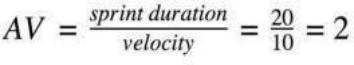 AV = sprint duration / velocity = 20 / 10 = 2